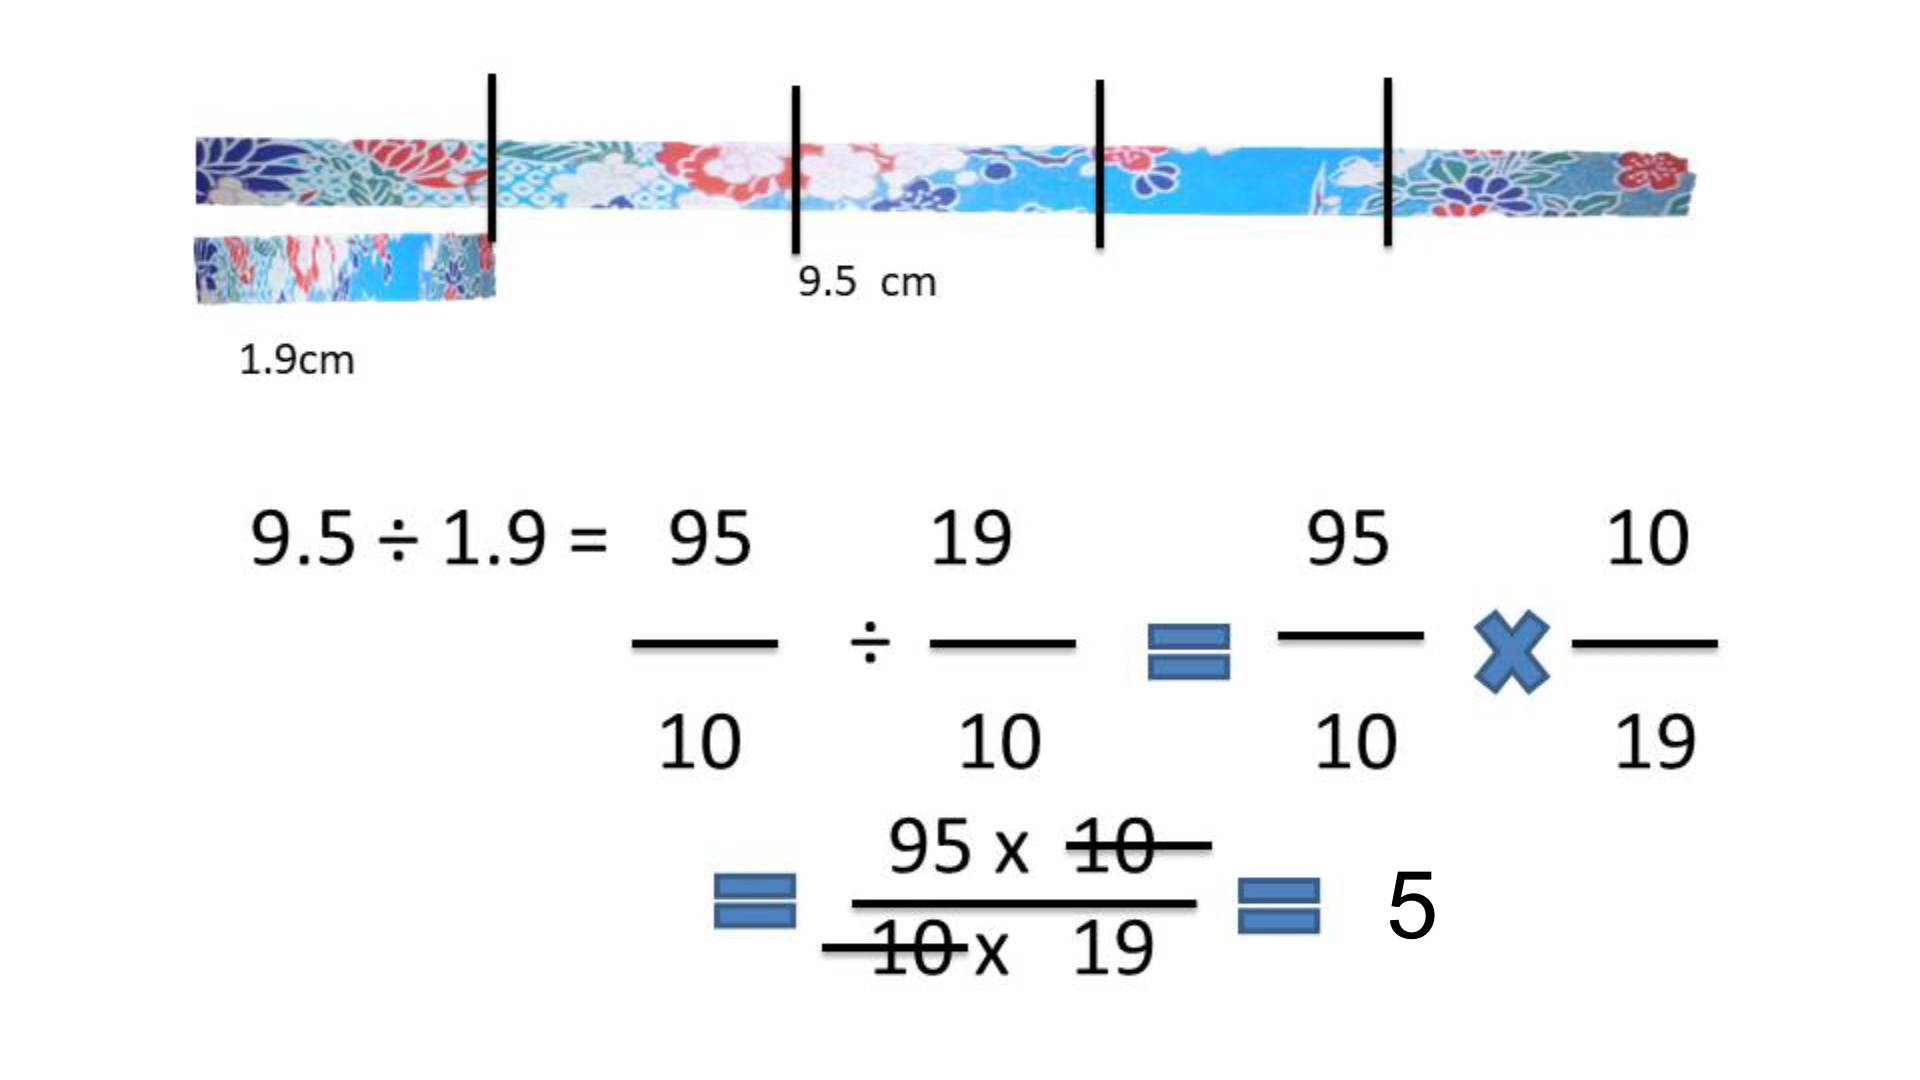 9.5 cm
1.9cm
9.5 ÷ 1.9 = 95 19 95 10
÷ = ×
10 10 10 19
= 95 x 10 = 5
10 x 19